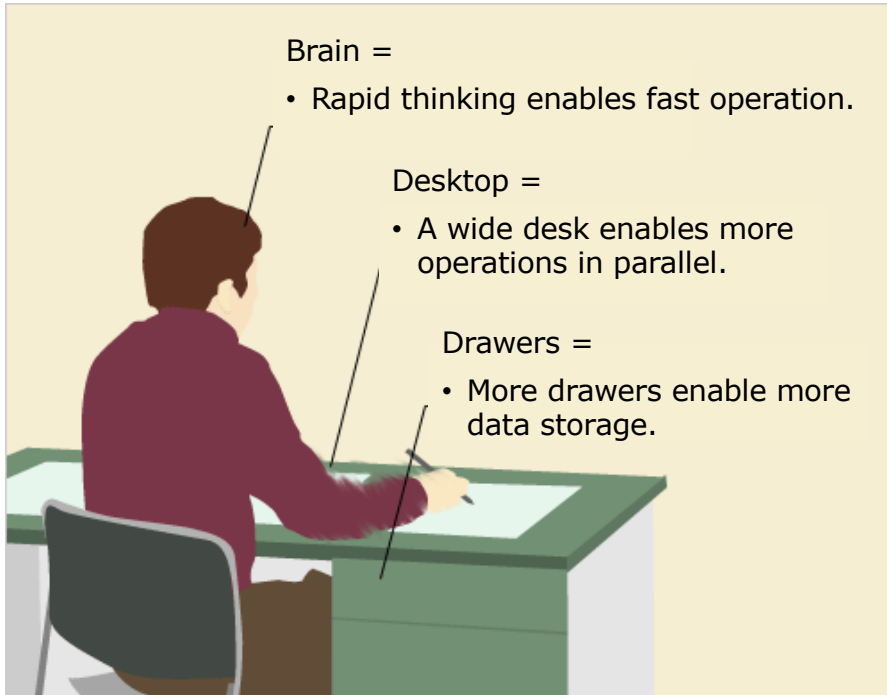 Brain =
• Rapid thinking enables fast operation.
Desktop =
• A wide desk enables more
operations in parallel.
Drawers =
• More drawers enable more
data storage.